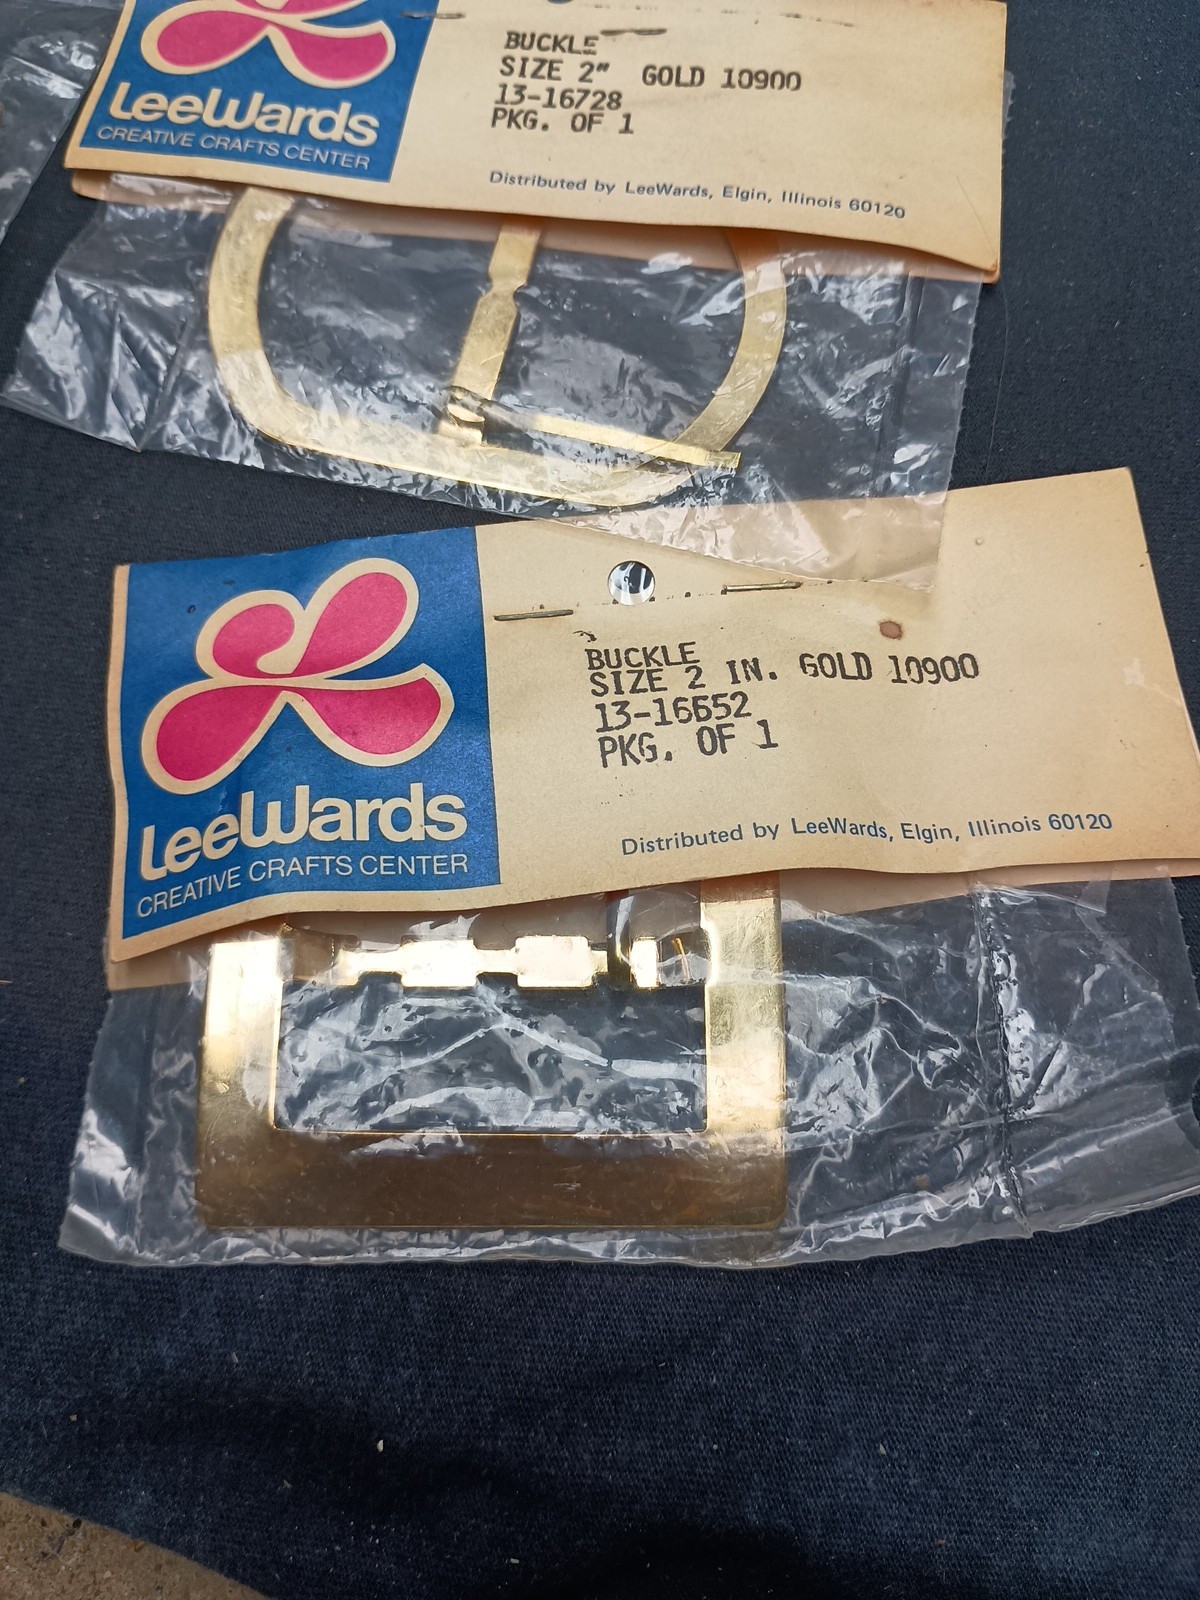 LeeWards
CREATIVE CRAFTS CENTER
BUCKLE
SIZE 2" GOLD 10900
13-16728
PKG. OF 1
Distributed by LeeWards, Elgin, Illinois 60120
LeeWards
CREATIVE CRAFTS CENTER
BUCKLE
SIZE 2 IN. GOLD 10900
13-16652
PKG. OF 1
Distributed by LeeWards, Elgin, Illinois 60120